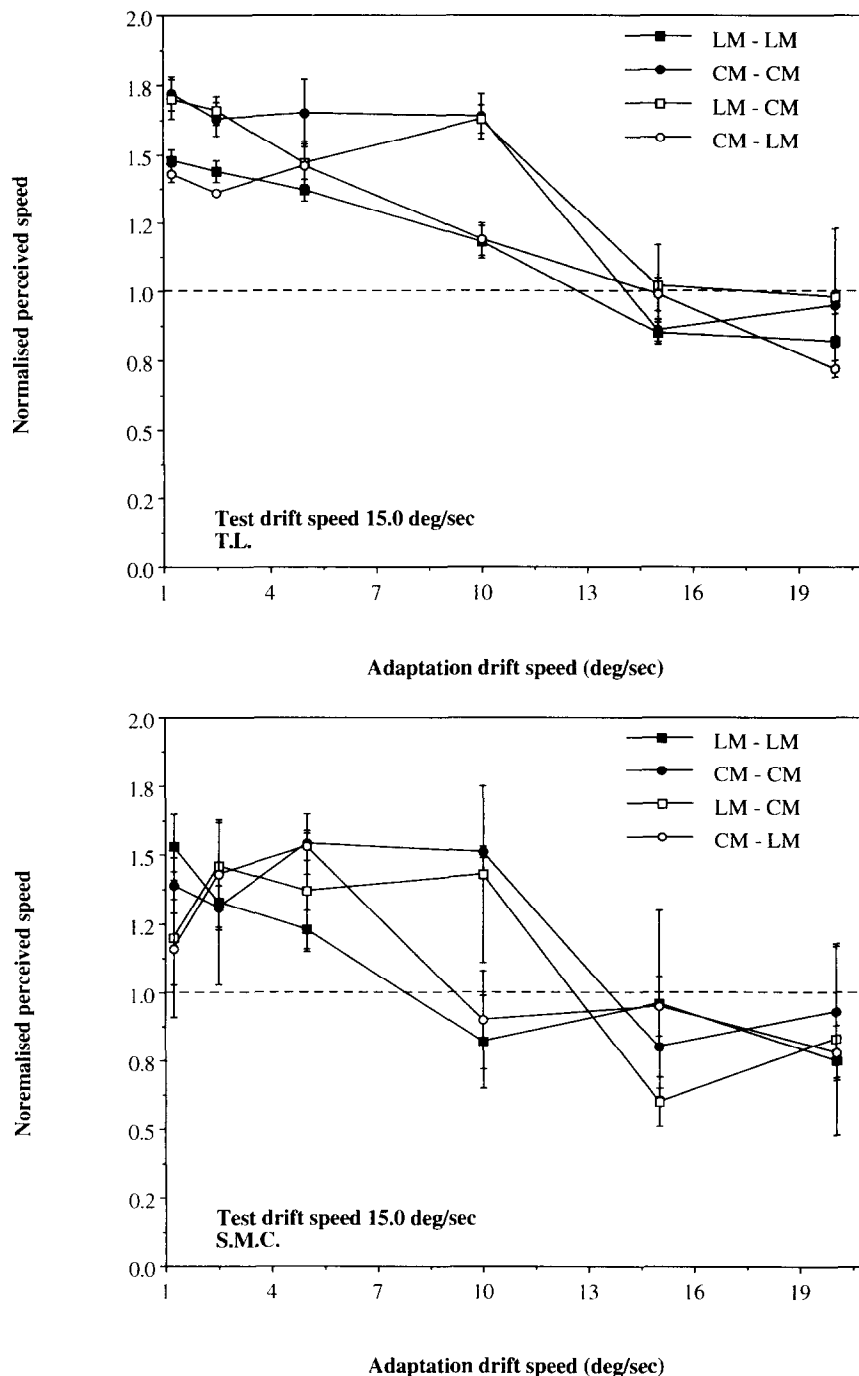 2.0
1.8
1.5
1.2
1.0
0.8
0.5
0.2
0.0
Normalised perceived speed
LM - LM
CM - CM
LM - CM
CM - LM
Test drift speed 15.0 deg/sec
T.L.
1 4 7 10 13 16 19
Adaptation drift speed (deg/sec)
2.0
1.8
1.5
1.2
1.0
0.8
0.5
0.2
0.0
Noremalised perceived speed
LM - LM
CM - CM
LM - CM
CM - LM
Test drift speed 15.0 deg/sec
S.M.C.
1 4 7 10 13 16 19
Adaptation drift speed (deg/sec)